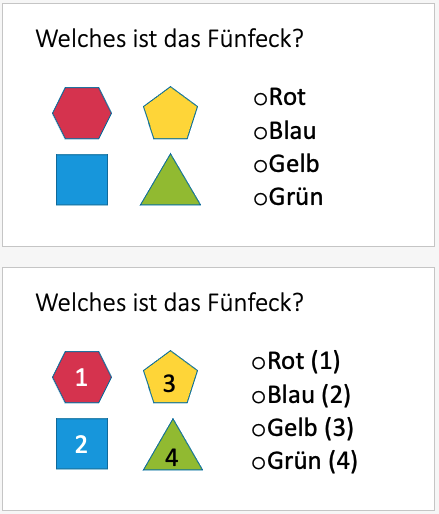 Welches ist das Fünfeck?
○Rot
○Blau
○Gelb
○Grün
Welches ist das Fünfeck?
1
3
2
4
○Rot (1)
○Blau (2)
○Gelb (3)
○Grün (4)